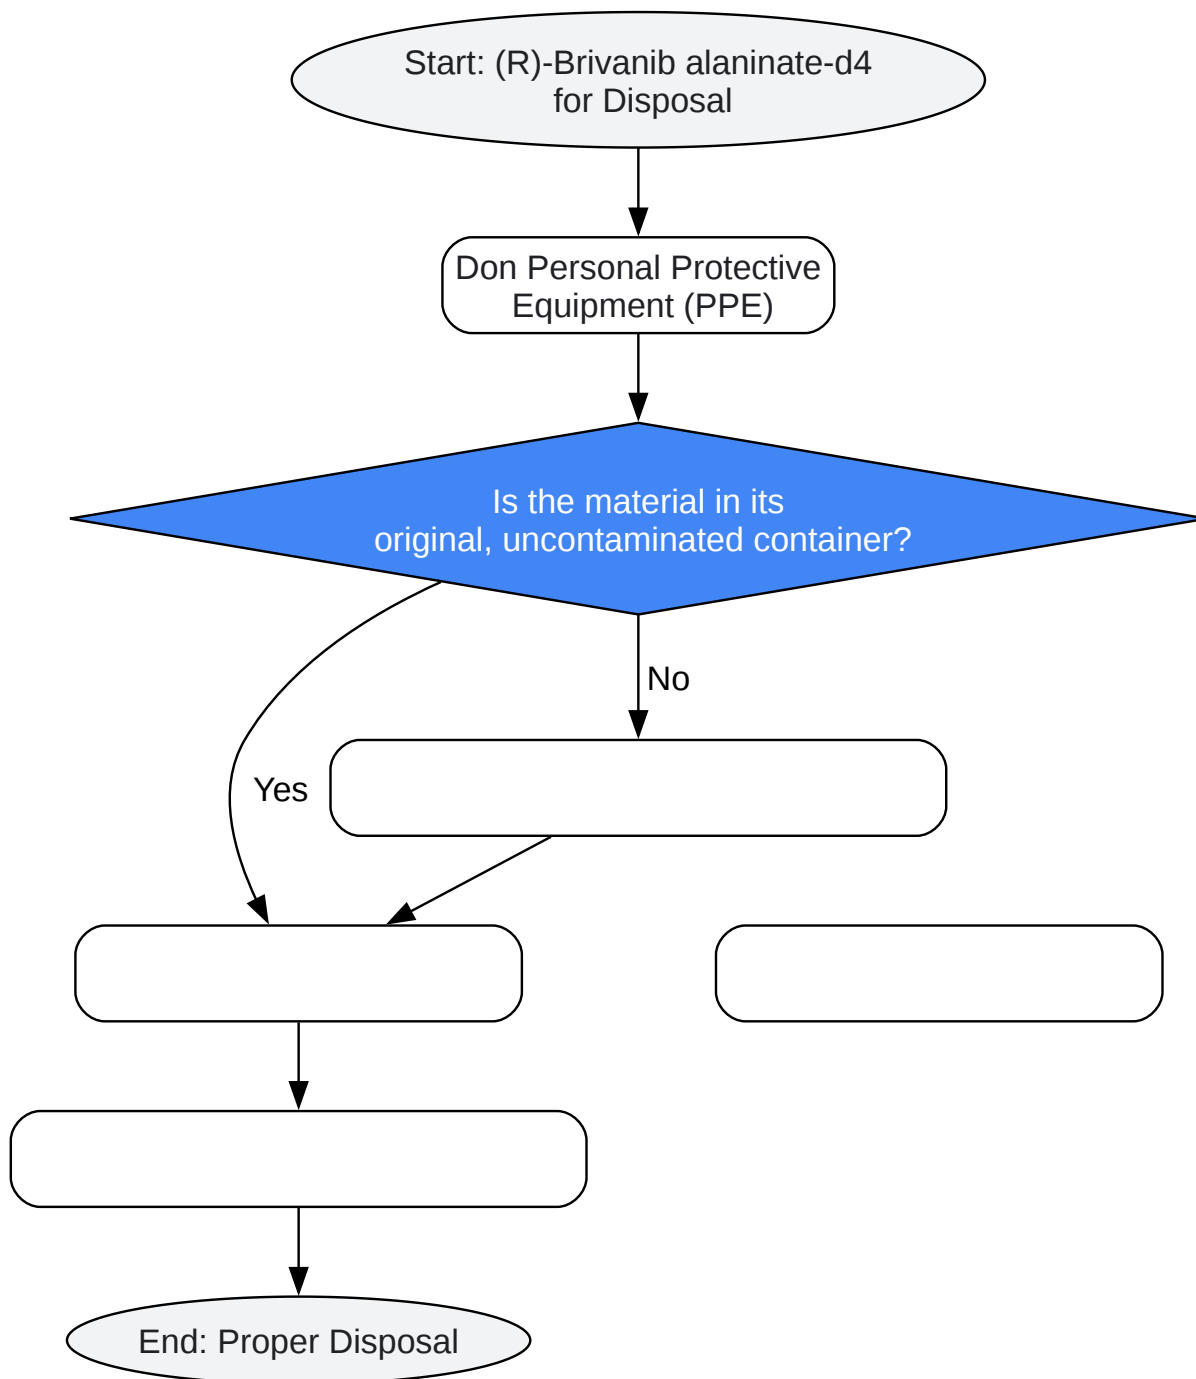 Start: (R)-Brivanib alaninate-d4
for Disposal
Don Personal Protective
Equipment (PPE)
Is the material in its
original, uncontaminated container?
No
Yes
End: Proper Disposal